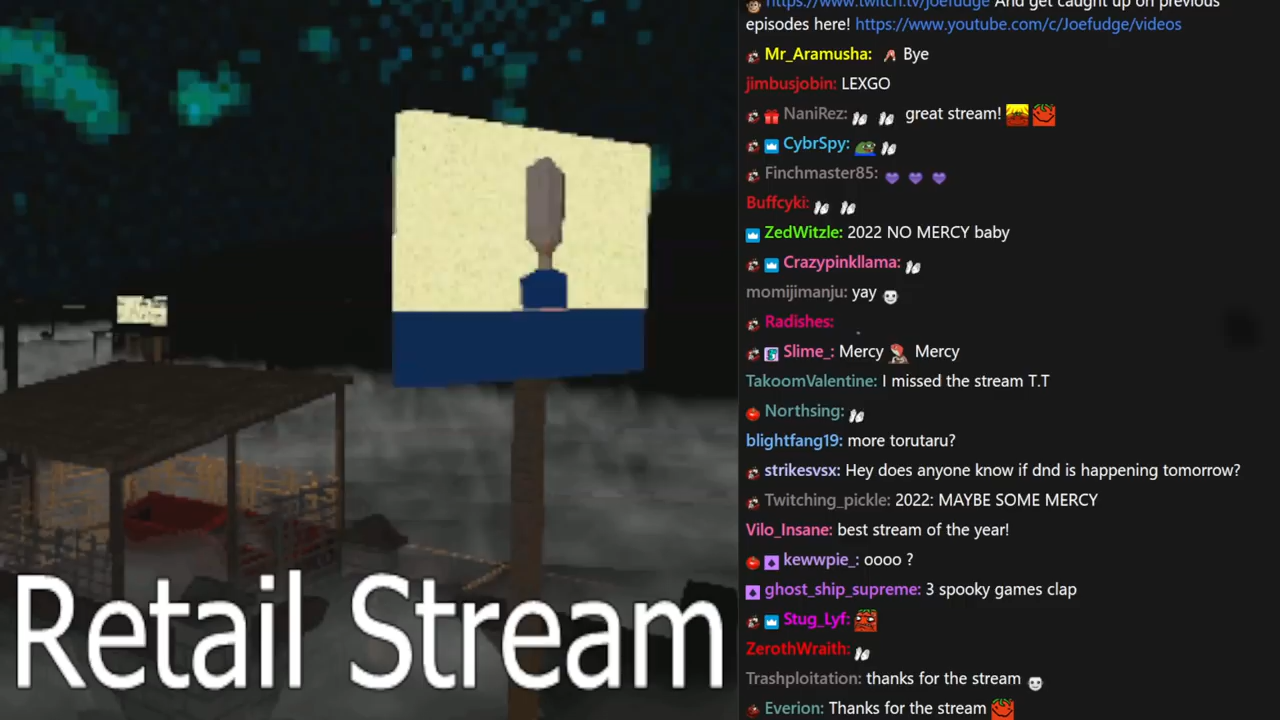 https://www.twitch.tv/joefudge And get caught up on previous
episodes here! https://www.youtube.com/c/Joefudge/videos
Mr_Aramusha: Bye
jimbusjobin: LEXGO
NaniRez: great stream!
CybrSpy:
Finchmaster85:
Buffcyki:
ZedWitzle: 2022 NO MERCY baby
Crazypinkllama:
momijimanju: yay
Radishes:
Slime_: Mercy Mercy
TakoomValentine: I missed the stream T.T
Northsing:
blightfang19: more torutaru?
strikesvsx: Hey does anyone know if dnd is happening tomorrow?
Twitching_pickle: 2022: MAYBE SOME MERCY
Vilo_Insane: best stream of the year!
kewwpie_: oooo ?
ghost_ship_supreme: 3 spooky games clap
Stug_Lyf:
ZerothWraith:
Trashploitation: thanks for the stream
Everion: Thanks for the stream
Retail Stream